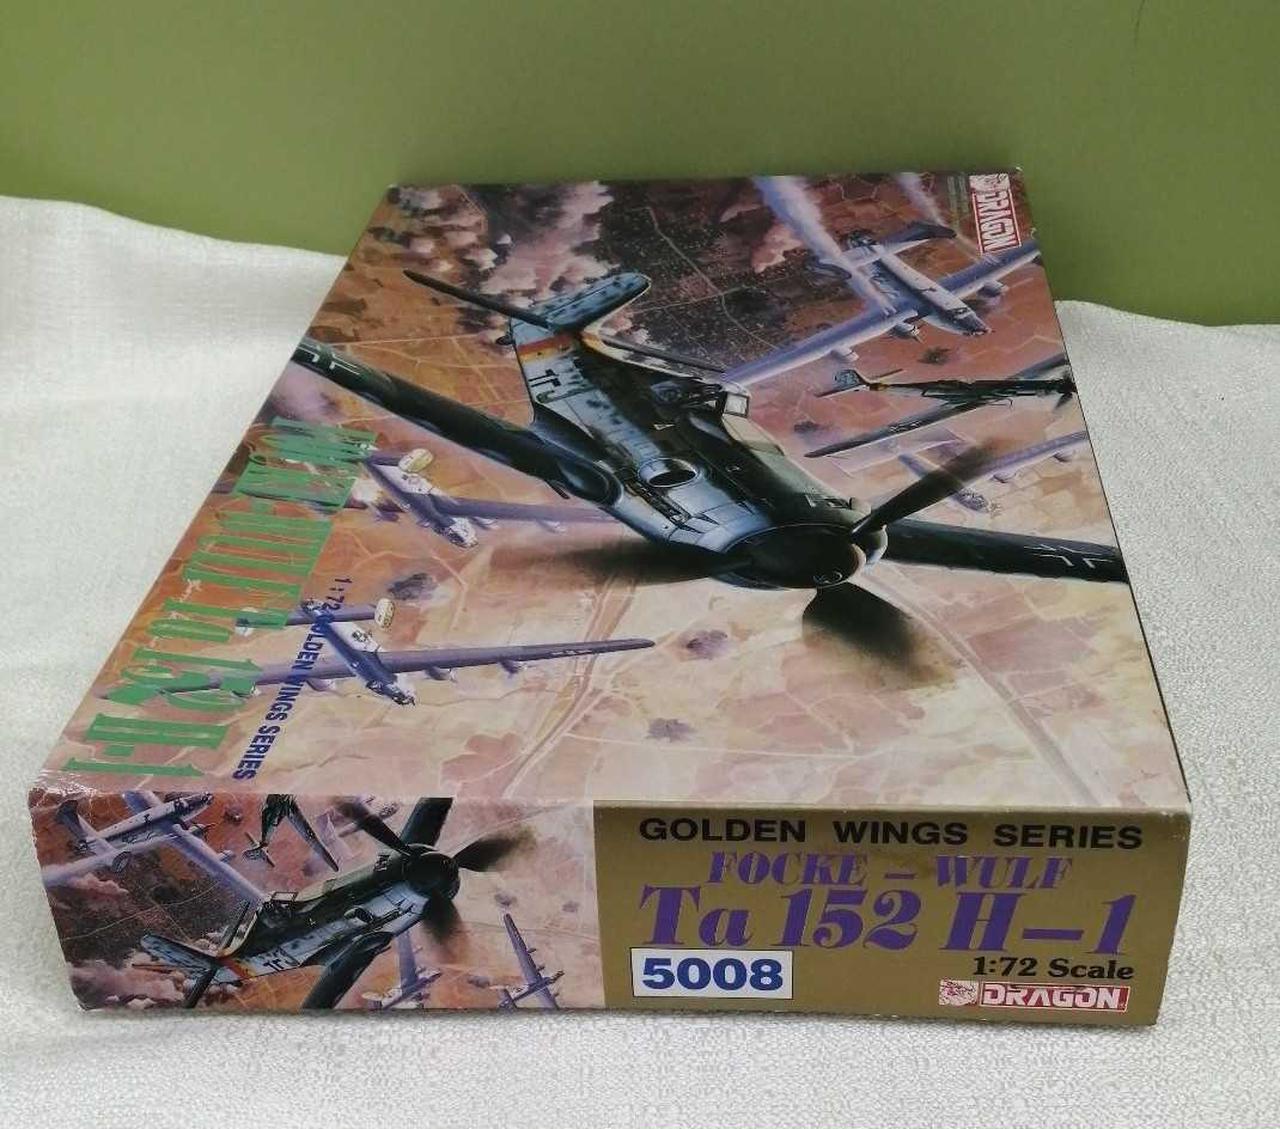 DRAGON
FOCKE-WULF Ta 152 H-1
1:72 GOLDEN WINGS SERIES
GOLDEN WINGS SERIES
FOCKE – WULF
Ta 152 H–1
5008
1:72 Scale
DRAGON